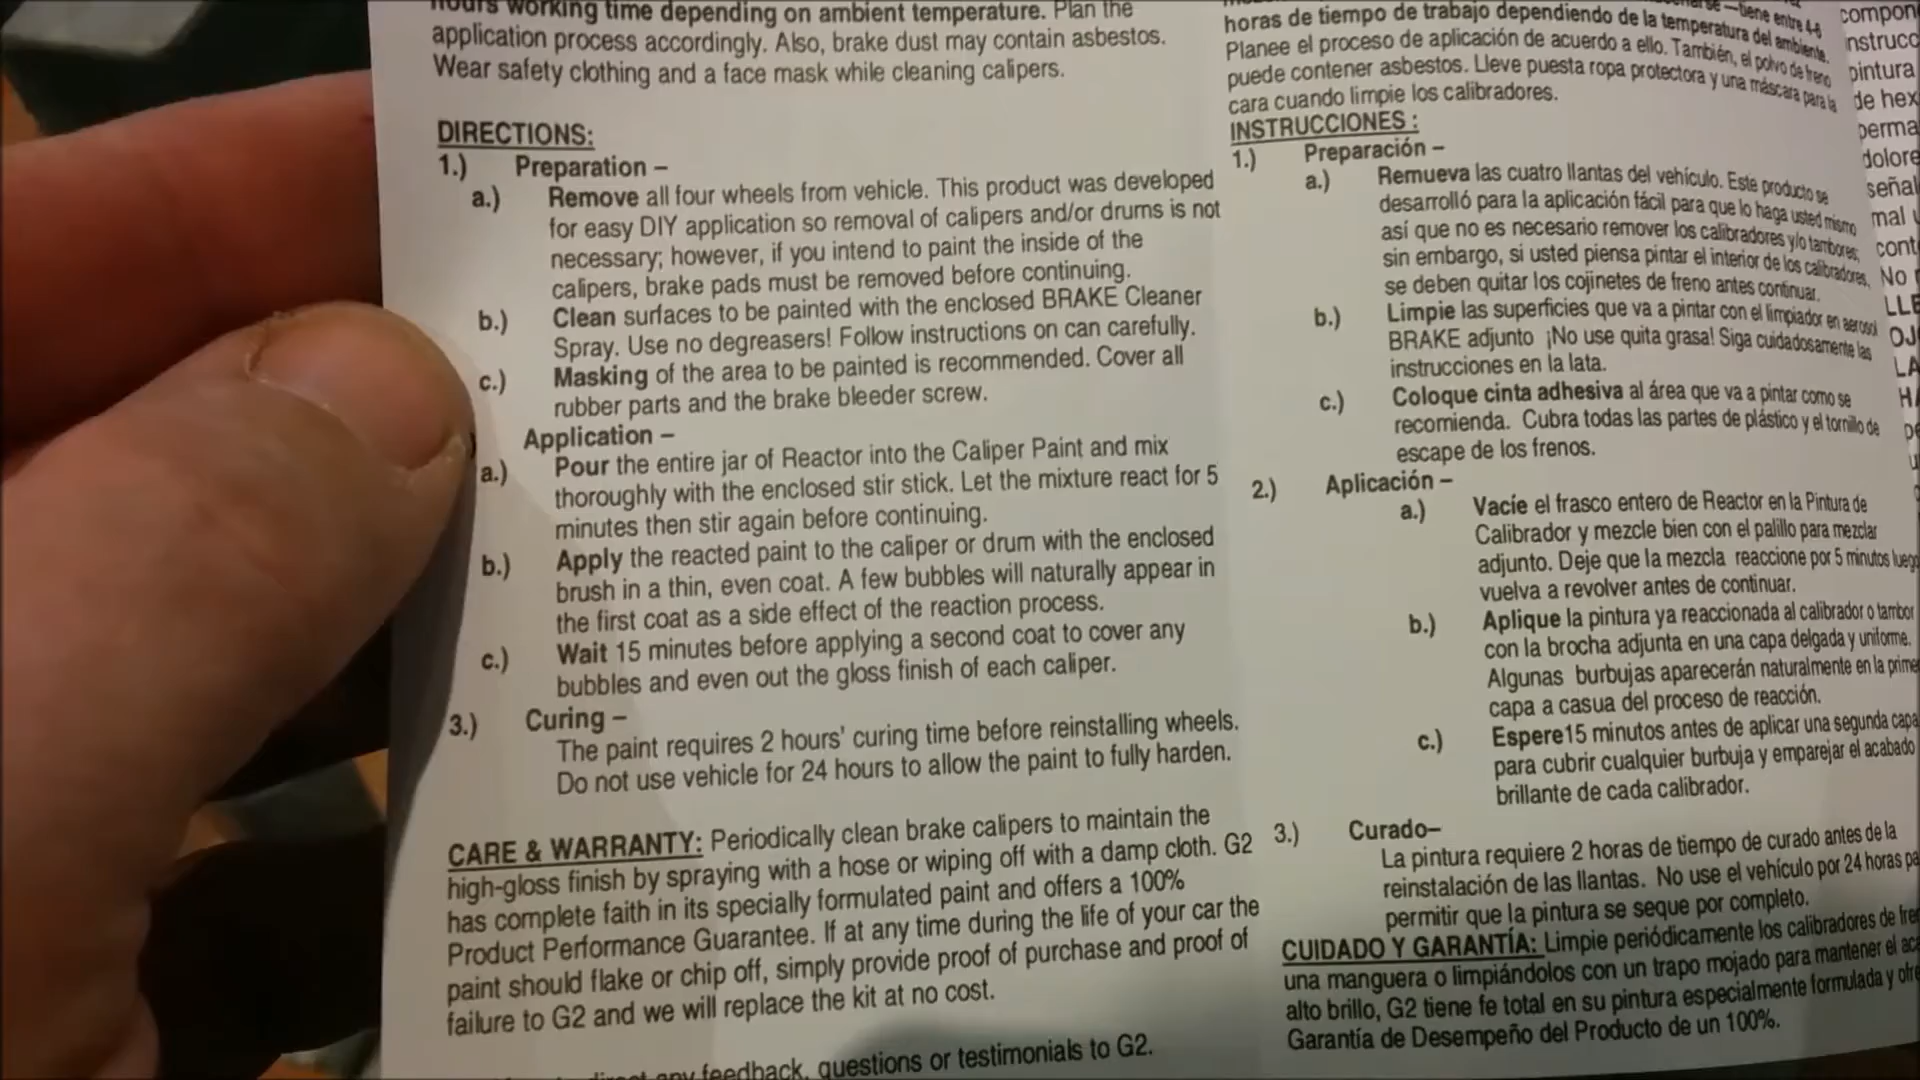 hours working time depending on ambient temperature. Plan the
application process accordingly. Also, brake dust may contain asbestos.
Wear safety clothing and a face mask while cleaning calipers.
DIRECTIONS:
1.) Preparation –
a.) Remove all four wheels from vehicle. This product was developed
for easy DIY application so removal of calipers and/or drums is not
necessary; however, if you intend to paint the inside of the
calipers, brake pads must be removed before continuing.
b.) Clean surfaces to be painted with the enclosed BRAKE Cleaner
Spray. Use no degreasers! Follow instructions on can carefully.
c.) Masking of the area to be painted is recommended. Cover all
rubber parts and the brake bleeder screw.
Application –
a.) Pour the entire jar of Reactor into the Caliper Paint and mix
thoroughly with the enclosed stir stick. Let the mixture react for 5
minutes then stir again before continuing.
b.) Apply the reacted paint to the caliper or drum with the enclosed
brush in a thin, even coat. A few bubbles will naturally appear in
the first coat as a side effect of the reaction process.
c.) Wait 15 minutes before applying a second coat to cover any
bubbles and even out the gloss finish of each caliper.
3.) Curing –
The paint requires 2 hours' curing time before reinstalling wheels.
Do not use vehicle for 24 hours to allow the paint to fully harden.
CARE & WARRANTY: Periodically clean brake calipers to maintain the
high-gloss finish by spraying with a hose or wiping off with a damp cloth. G2
has complete faith in its specially formulated paint and offers a 100%
Product Performance Guarantee. If at any time during the life of your car the
paint should flake or chip off, simply provide proof of purchase and proof of
failure to G2 and we will replace the kit at no cost.
any feedback, questions or testimonials to G2.
tiene entre 4-6
horas de tiempo de trabajo dependiendo de la temperatura del ambiente.
Planee el proceso de aplicación de acuerdo a ello. También, el polvo de freno
puede contener asbestos. Lleve puesta ropa protectora y una máscara para la
cara cuando limpie los calibradores.
INSTRUCCIONES :
1.) Preparación –
a.) Remueva las cuatro llantas del vehículo. Este producto se
desarrolló para la aplicación fácil para que lo haga usted mismo
así que no es necesario remover los calibradores y/o tambores;
sin embargo, si usted piensa pintar el interior de los calibradores,
se deben quitar los cojinetes de freno antes continuar.
b.) Limpie las superficies que va a pintar con el limpiador en aerosol
BRAKE adjunto ¡No use quita grasa! Siga cuidadosamente las
instrucciones en la lata.
c.) Coloque cinta adhesiva al área que va a pintar como se
recomienda. Cubra todas las partes de plástico y el tornillo de
escape de los frenos.
2.) Aplicación –
a.) Vacíe el frasco entero de Reactor en la Pintura de
Calibrador y mezcle bien con el palillo para mezclar
adjunto. Deje que la mezcla reaccione por 5 minutos luego
vuelva a revolver antes de continuar.
b.) Aplique la pintura ya reaccionada al calibrador o tambor
con la brocha adjunta en una capa delgada y uniforme.
Algunas burbujas aparecerán naturalmente en la prime
capa a casua del proceso de reacción.
c.) Espere15 minutos antes de aplicar una segunda capa
para cubrir cualquier burbuja y emparejar el acabado
brillante de cada calibrador.
3.) Curado–
La pintura requiere 2 horas de tiempo de curado antes de la
reinstalación de las llantas. No use el vehículo por 24 horas pa
permitir que la pintura se seque por completo.
CUIDADO Y GARANTÍA: Limpie periódicamente los calibradores de fre
una manguera o limpiándolos con un trapo mojado para mantener el aca
alto brillo, G2 tiene fe total en su pintura especialmente formulada y ofre
Garantía de Desempeño del Producto de un 100%.
compon
instrucc
pintura
de hex
perma
dolore
señal
mal
cont
No
LLE
OJ
LA